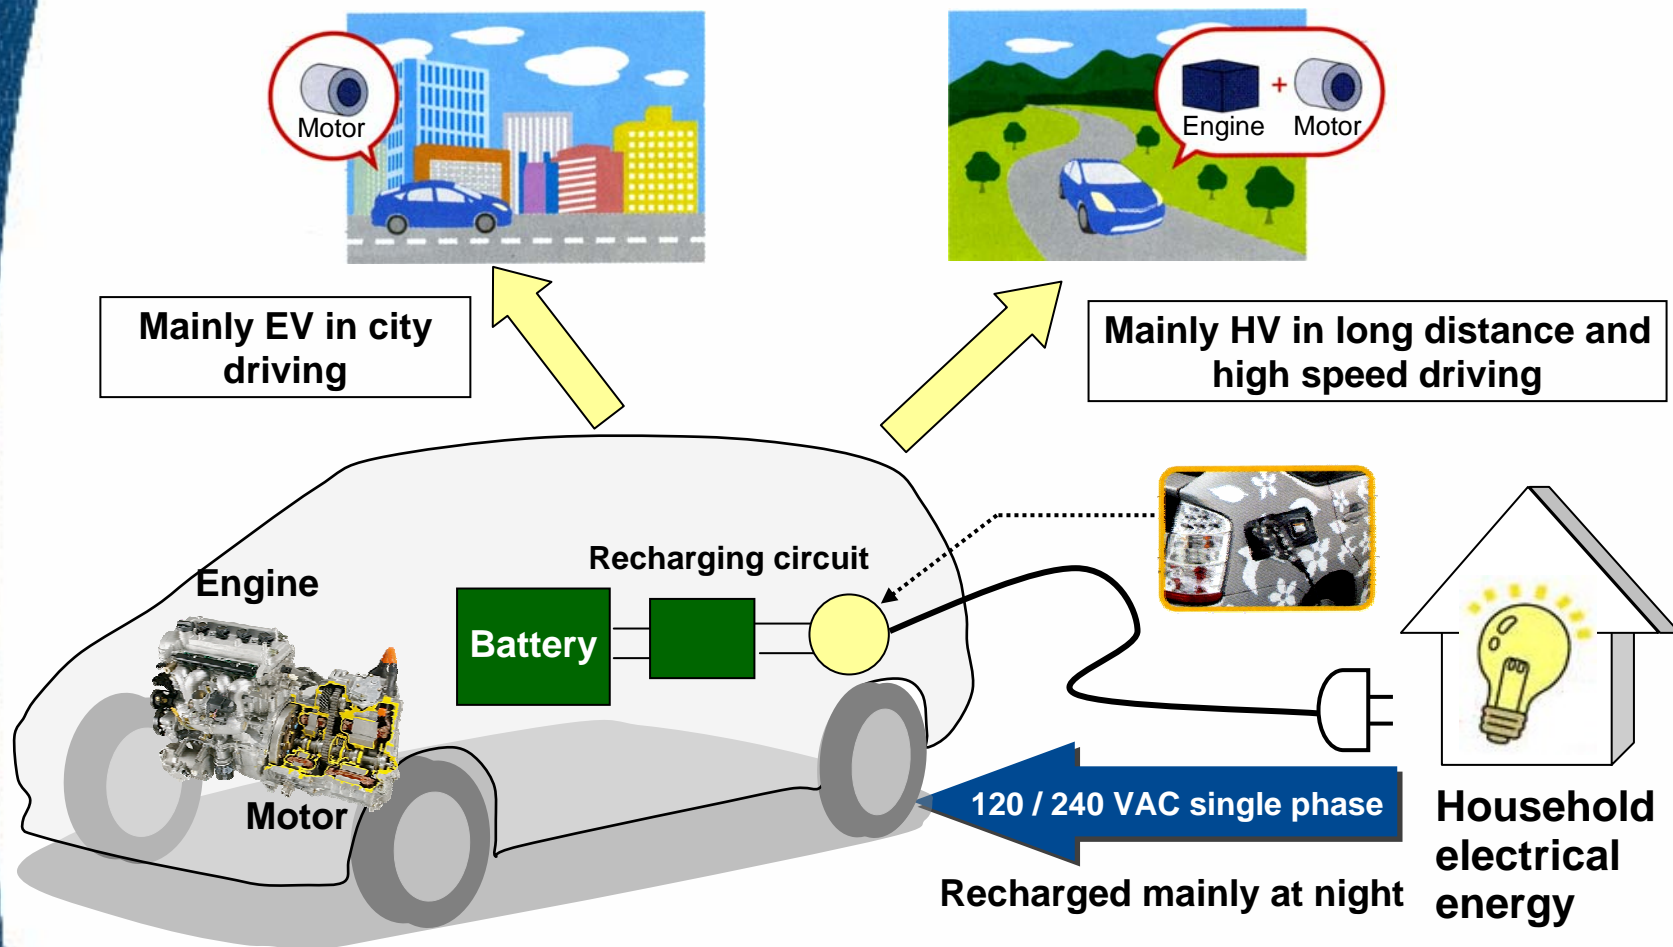 Motor
Engine
+
Motor
Mainly EV in city
driving
Mainly HV in long distance and
high speed driving
Recharging circuit
Engine
Battery
Motor
120 / 240 VAC single phase
Household
electrical
energy
Recharged mainly at night